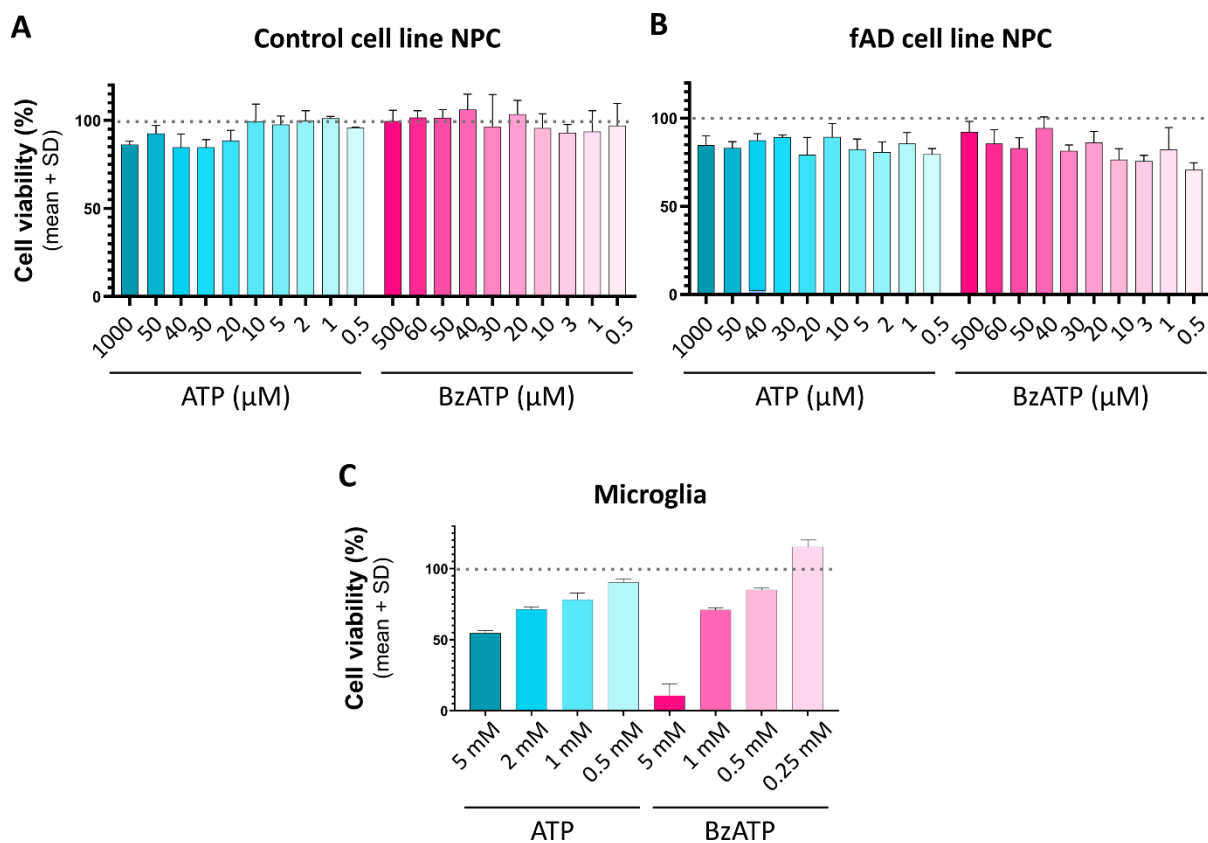 A
Control cell line NPC
Cell viability (%)
(mean + SD)
100
50
0
1000 50 40 30 20 10 5 2 1 0.5 500 60 50 40 30 20 10 3 1 0.5
ATP (μM) BzATP (μM)
B
fAD cell line NPC
100
50
0
1000 50 40 30 20 10 5 2 1 0.5 500 60 50 40 30 20 10 3 1 0.5
ATP (μM) BzATP (μM)
C
Microglia
Cell viability (%)
(mean + SD)
100
50
0
5 mM 2 mM 1 mM 0.5 mM 5 mM 1 mM 0.5 mM 0.25 mM
ATP BzATP